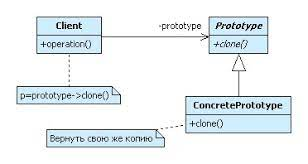 Client
+operation()
-prototype
Prototype
+clone()
p=prototype->clone()
ConcretePrototype
+clone()
Вернуть свою же копию